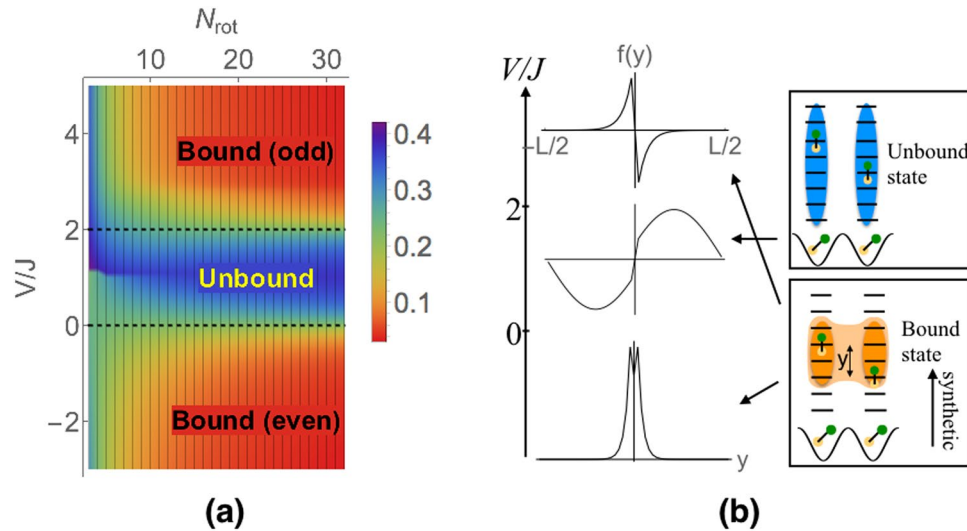 N_rot
10 20 30
V/J
4
2
0
−2
Bound (odd)
Unbound
Bound (even)
0.4
0.3
0.2
0.1
(a)
V/J
f(y)
−L/2 L/2
2
0
y
Unbound
state
Bound
state
y
synthetic
(b)